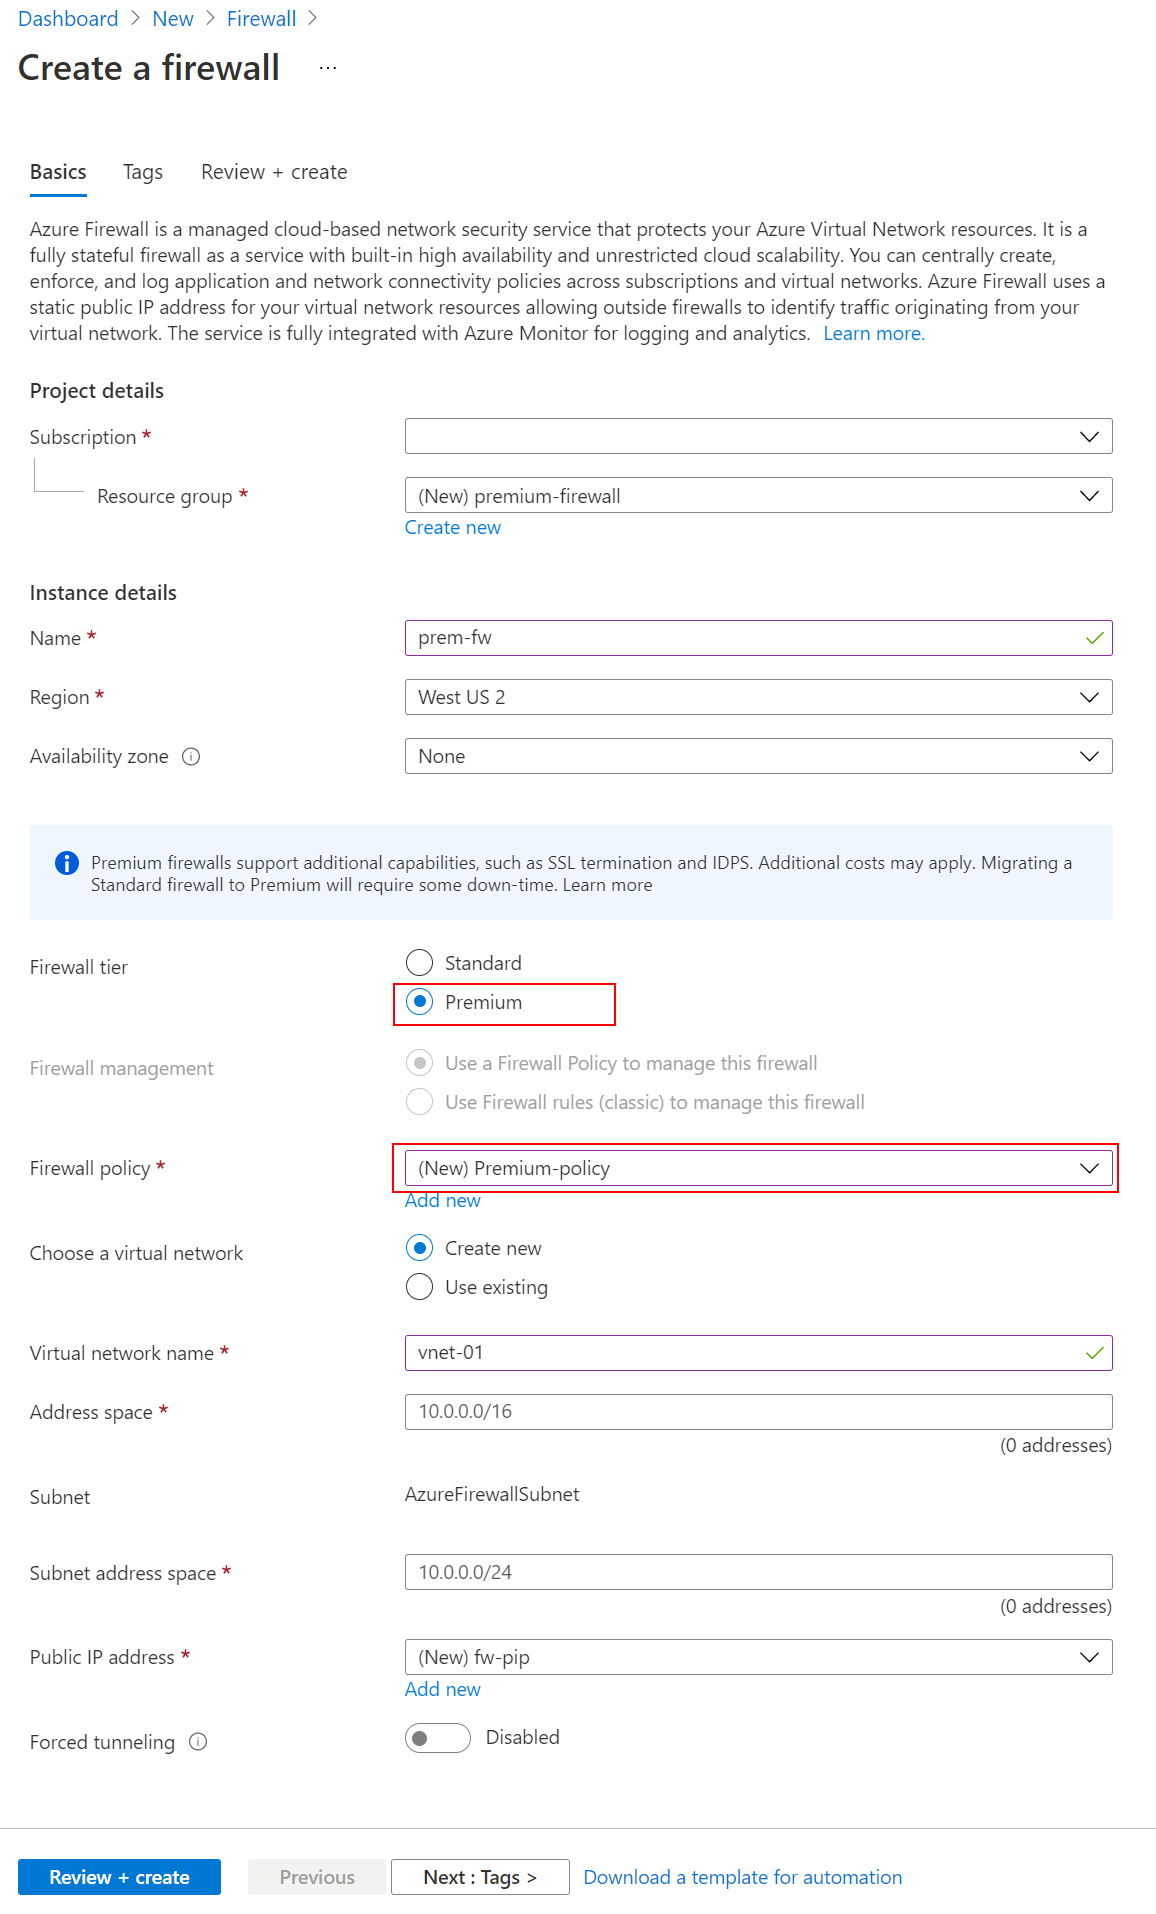 Dashboard > New > Firewall >
Create a firewall ...
Basics Tags Review + create
Azure Firewall is a managed cloud-based network security service that protects your Azure Virtual Network resources. It is a
fully stateful firewall as a service with built-in high availability and unrestricted cloud scalability. You can centrally create,
enforce, and log application and network connectivity policies across subscriptions and virtual networks. Azure Firewall uses a
static public IP address for your virtual network resources allowing outside firewalls to identify traffic originating from your
virtual network. The service is fully integrated with Azure Monitor for logging and analytics. Learn more.
Project details
Subscription *
Resource group * (New) premium-firewall
Create new
Instance details
Name * prem-fw
Region * West US 2
Availability zone None
Premium firewalls support additional capabilities, such as SSL termination and IDPS. Additional costs may apply. Migrating a
Standard firewall to Premium will require some down-time. Learn more
Firewall tier Standard
Premium
Firewall management Use a Firewall Policy to manage this firewall
Use Firewall rules (classic) to manage this firewall
Firewall policy * (New) Premium-policy
Add new
Choose a virtual network Create new
Use existing
Virtual network name * vnet-01
Address space * 10.0.0.0/16
(0 addresses)
Subnet AzureFirewallSubnet
Subnet address space * 10.0.0.0/24
(0 addresses)
Public IP address * (New) fw-pip
Add new
Forced tunneling Disabled
Review + create Previous Next : Tags > Download a template for automation